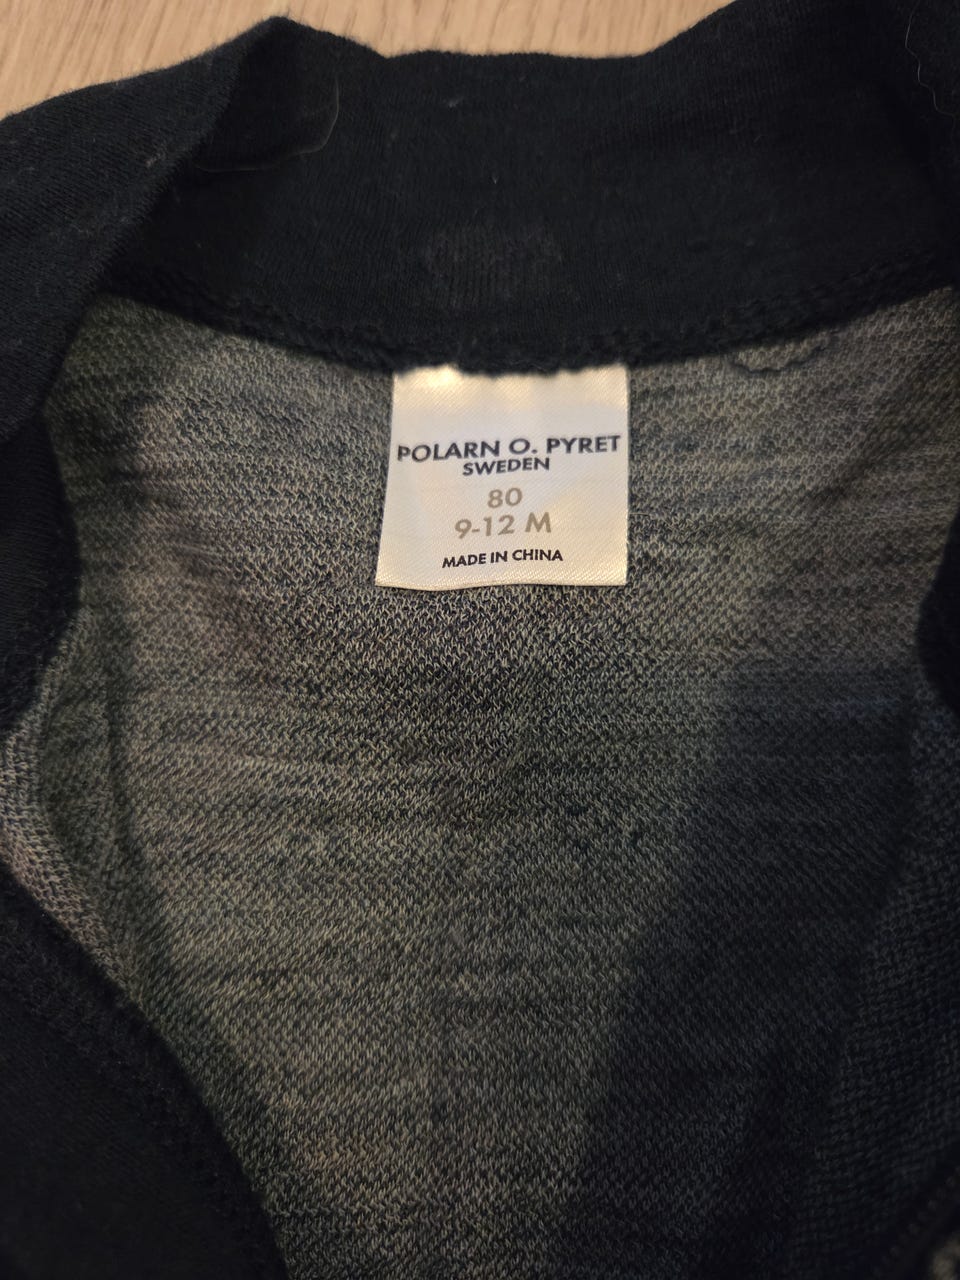 POLARN O. PYRET
SWEDEN
80
9-12 M
MADE IN CHINA